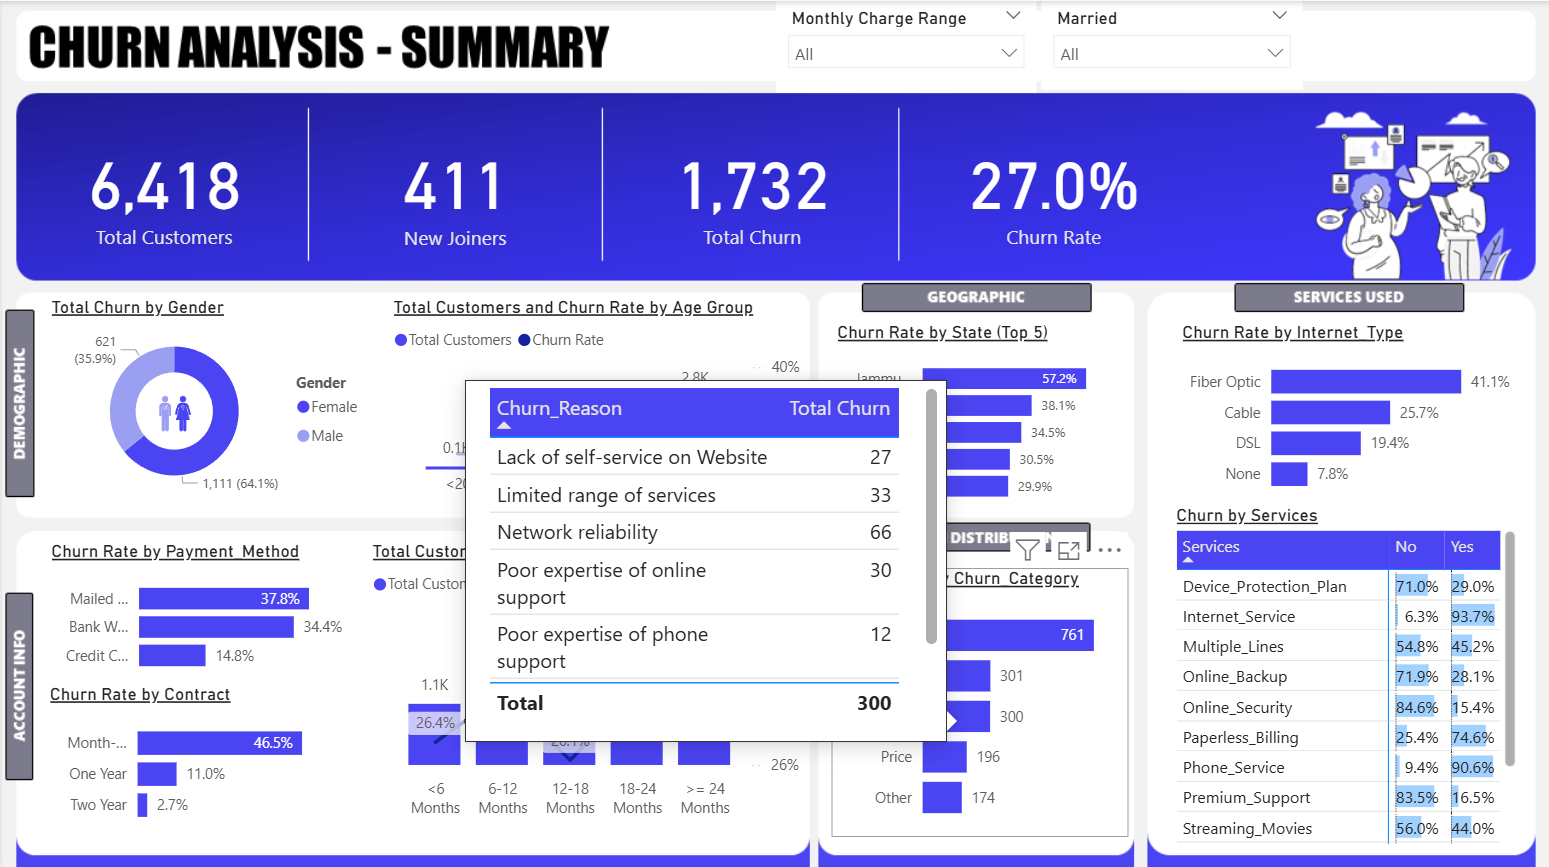 CHURN ANALYSIS - SUMMARY
Monthly Charge Range
All
Married
All
6,418
Total Customers
411
New Joiners
1,732
Total Churn
27.0%
Churn Rate
DEMOGRAPHIC
Total Churn by Gender
621
(35.9%)
1,111 (64.1%)
Gender
Female
Male
Total Customers and Churn Rate by Age Group
Total Customers
Churn Rate
40%
2.8K
GEOGRAPHIC
Churn Rate by State (Top 5)
Jammu
57.2%
38.1%
34.5%
30.5%
29.9%
SERVICES USED
Churn Rate by Internet_Type
Fiber Optic 41.1%
Cable 25.7%
DSL 19.4%
None 7.8%
Churn_Reason Total Churn
Lack of self-service on Website 27
Limited range of services 33
Network reliability 66
Poor expertise of online
support
30
Poor expertise of phone
support
12
Total 300
ACCOUNT INFO
Churn Rate by Payment_Method
Mailed ... 37.8%
Bank W... 34.4%
Credit C... 14.8%
Churn Rate by Contract
Month-... 46.5%
One Year 11.0%
Two Year 2.7%
1.1K
26.4%
26%
<6
Months
6-12
Months
12-18
Months
18-24
Months
>= 24
Months
Churn_Category
761
301
300
Price 196
Other 174
Churn by Services
Services No Yes
Device_Protection_Plan 71.0% 29.0%
Internet_Service 6.3% 93.7%
Multiple_Lines 54.8% 45.2%
Online_Backup 71.9% 28.1%
Online_Security 84.6% 15.4%
Paperless_Billing 25.4% 74.6%
Phone_Service 9.4% 90.6%
Premium_Support 83.5% 16.5%
Streaming_Movies 56.0% 44.0%